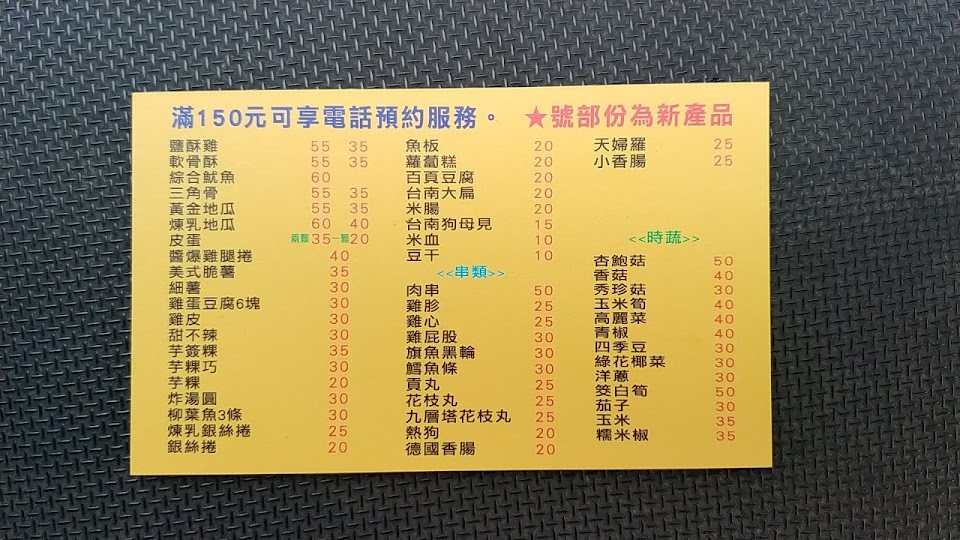 滿150元可享電話預約服務。 ★號部份為新產品
鹽酥雞 55 35
軟骨酥 55 35
綜合魷魚 60
三角骨 55 35
黃金地瓜 55 35
煉乳地瓜 60 40
皮蛋 兩顆35一顆20
醬爆雞腿捲 40
美式脆薯 35
細薯 30
雞蛋豆腐6塊 30
雞皮 30
甜不辣 30
芋簽粿 35
芋粿巧 30
芋粿 20
炸湯圓 30
柳葉魚3條 30
煉乳銀絲捲 25
銀絲捲 20
魚板 20
蘿蔔糕 20
百頁豆腐 20
台南大扁 20
米腸 20
台南狗母見 15
米血 10
豆干 10
<<串類>>
肉串 50
雞胗 25
雞心 25
雞屁股 30
旗魚黑輪 30
鱈魚條 30
貢丸 25
花枝丸 25
九層塔花枝丸 25
熱狗 20
德國香腸 20
天婦羅 25
小香腸 25
<<時蔬>>
杏鮑菇 50
香菇 40
秀珍菇 30
玉米筍 40
高麗菜 40
青椒 40
四季豆 30
綠花椰菜 30
洋蔥 30
筊白筍 50
茄子 30
玉米 35
糯米椒 35